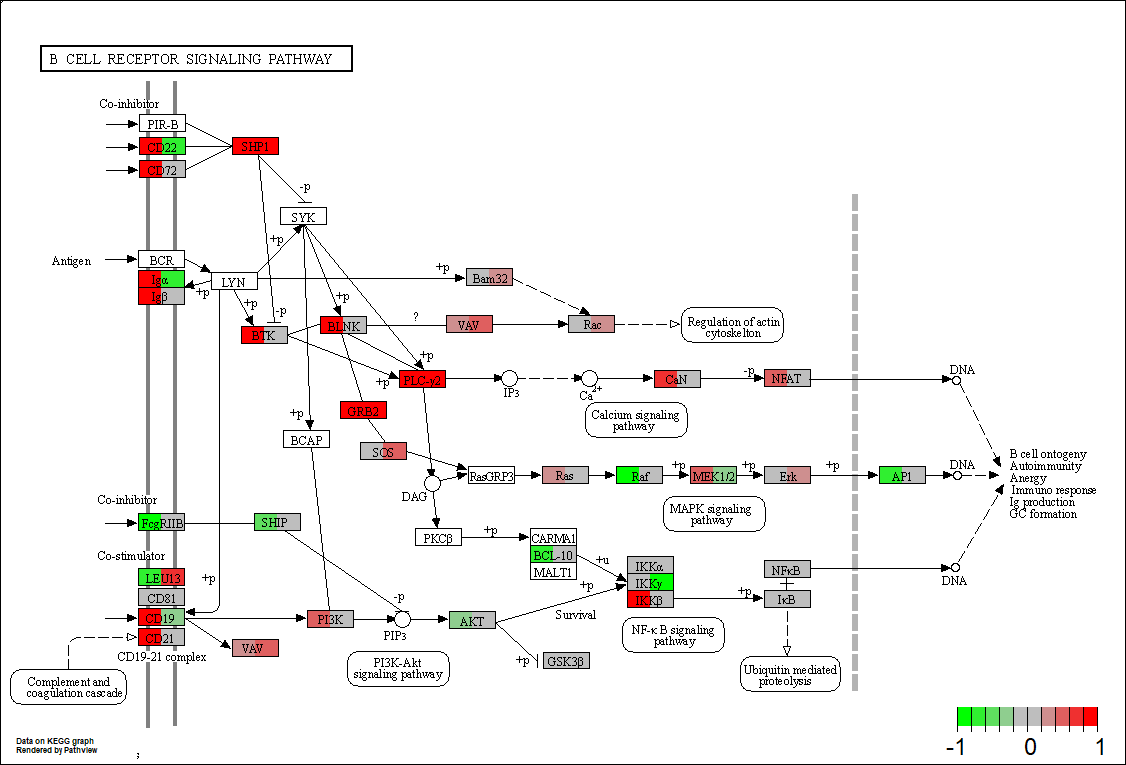 B CELL RECEPTOR SIGNALING PATHWAY
Co-inhibitor
PIR-B
CD22
SHP1
CD72
-p
SYK
+p
Antigen
BCR
Igα
LYN
+p
Bam32
Igβ
+p
+p
-p
+p
BTK
BLNK
?
VAV
Rac
Regulation of actin
cytoskelton
+p
+p
PLC-γ2
IP3
Ca2+
CaN
-p
NFAT
DNA
Calcium signaling
pathway
GRB2
+p
BCAP
SOS
DAG
RasGRP3
Ras
Raf
+p
MEK1/2
+p
Erk
+p
AP1
DNA
B cell ontogeny
Autoimmunity
Anergy
Immuno response
Ig production
GC formation
MAPK signaling
pathway
Co-inhibitor
FcgRIIB
SHIP
PKCβ
+p
CARMA1
BCL-10
MALT1
+u
+p
IKKα
IKKγ
IKKβ
+p
NFκB
IκB
DNA
Co-stimulator
LEU13
+p
CD81
CD19
CD21
CD19-21 complex
VAV
PI3K
-p
PIP3
AKT
Survival
+p
GSK3β
NF-κ B signaling
pathway
PI3K-Akt
signaling pathway
Ubiquitin mediated
proteolysis
Complement and
coagulation cascade
-1 0 1
Data on KEGG graph
Rendered by Pathview
;